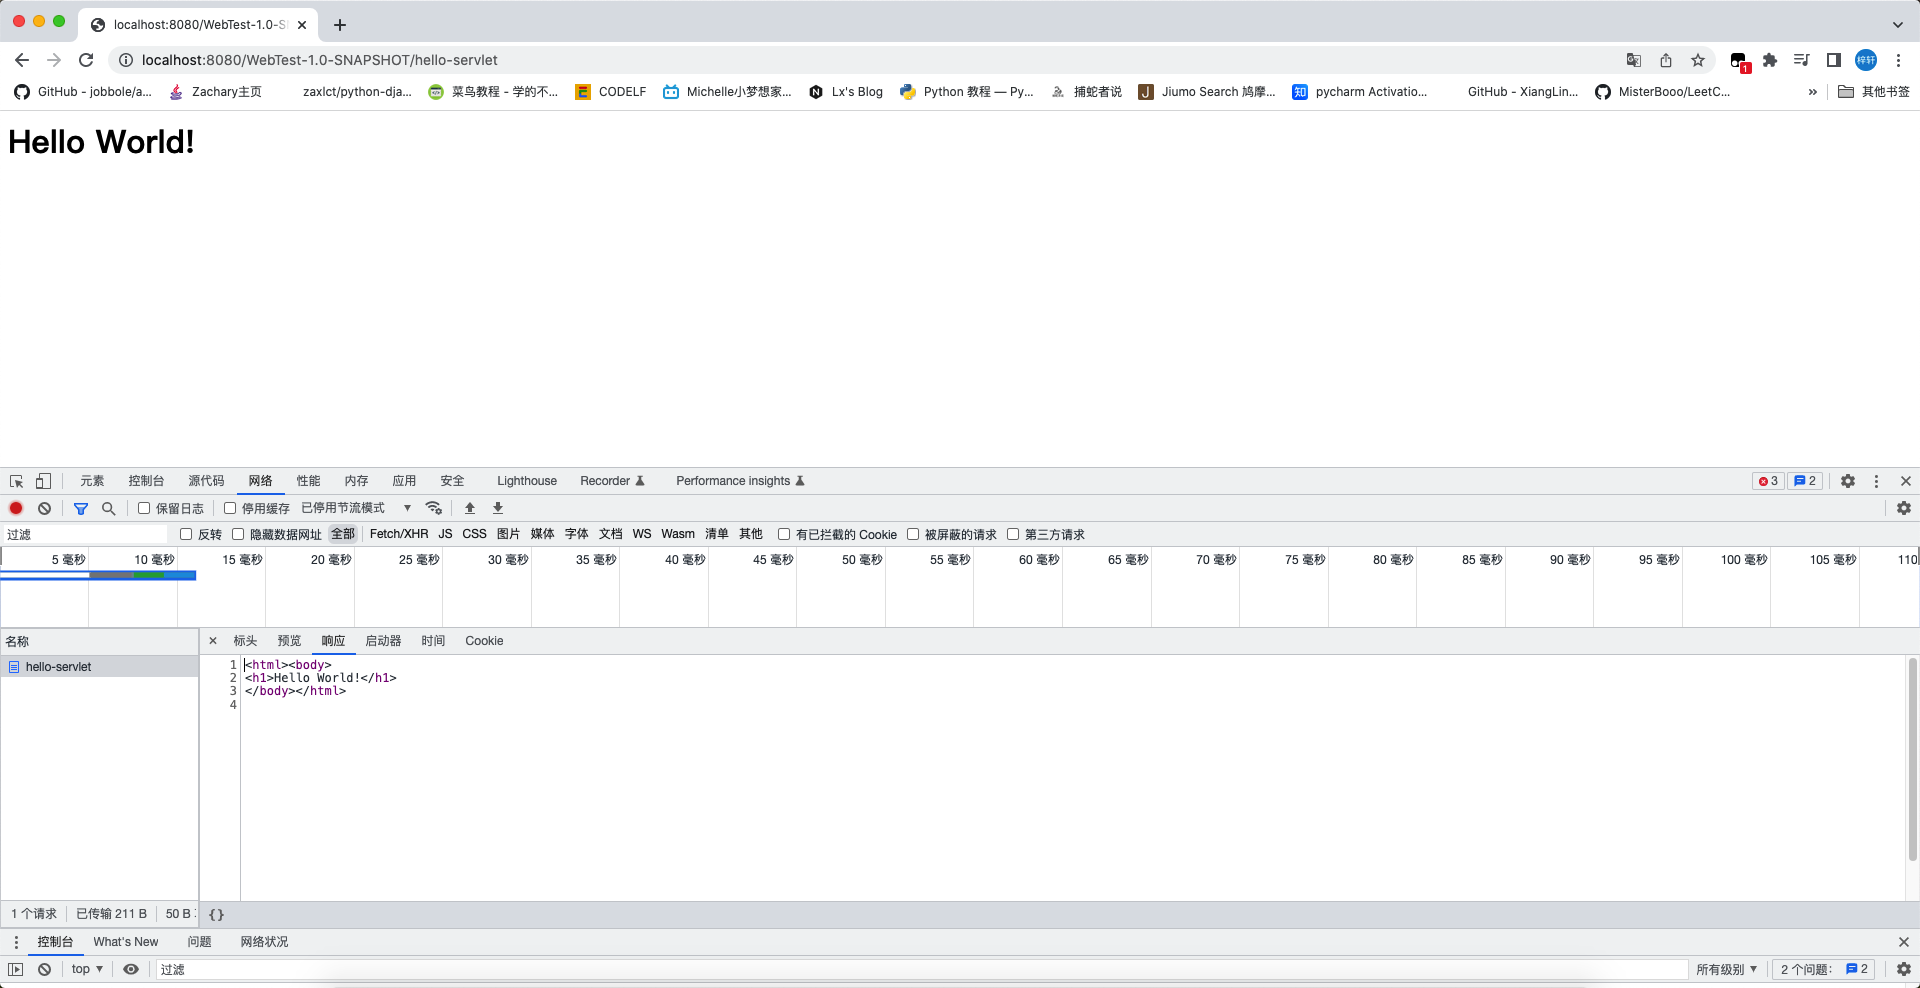 localhost:8080/WebTest-1.0-S
localhost:8080/WebTest-1.0-SNAPSHOT/hello-servlet
1
梓轩
GitHub - jobbole/a... Zachary主页 zaxlct/python-dja... 菜鸟教程 - 学的不... CODELF Michelle小梦想家... Lx's Blog Python 教程 — Py... 捕蛇者说 Jiumo Search 鸠摩... pycharm Activatio... GitHub - XiangLin... MisterBooo/LeetC... » 其他书签
Hello World!
元素 控制台 源代码 网络 性能 内存 应用 安全 Lighthouse Recorder Performance insights 3 2
保留日志 停用缓存 已停用节流模式
过滤 反转 隐藏数据网址 全部 Fetch/XHR JS CSS 图片 媒体 字体 文档 WS Wasm 清单 其他 有已拦截的 Cookie 被屏蔽的请求 第三方请求
5 毫秒 10 毫秒 15 毫秒 20 毫秒 25 毫秒 30 毫秒 35 毫秒 40 毫秒 45 毫秒 50 毫秒 55 毫秒 60 毫秒 65 毫秒 70 毫秒 75 毫秒 80 毫秒 85 毫秒 90 毫秒 95 毫秒 100 毫秒 105 毫秒 110
名称 × 标头 预览 响应 启动器 时间 Cookie
hello-servlet
1 <html><body>
2 <h1>Hello World!</h1>
3 </body></html>
4
1 个请求 已传输 211 B 50 B {}
控制台 What's New 问题 网络状况
top 过滤 所有级别 2 个问题: 2